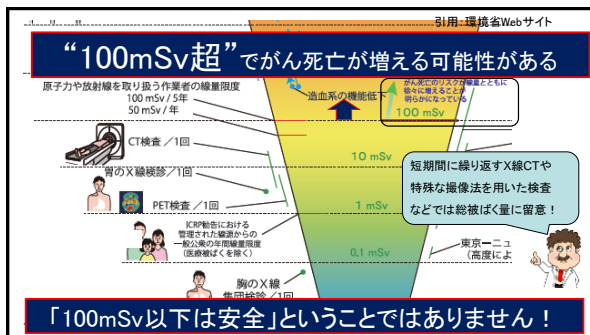 引用:環境省Webサイト
“100mSv超”でがん死亡が増える可能性がある
原子力や放射線を取り扱う作業者の線量限度
100 mSv / 5年
50 mSv / 年
造血系の機能低下
がん死亡のリスクが線量とともに
徐々に増えることが
明らかになっている
100 mSv
CT検査 / 1回
10 mSv
胃のX線検診 / 1回
短期間に繰り返すX線CTや
特殊な撮像法を用いた検査
などでは総被ばく量に留意!
PET検査 / 1回
1 mSv
ICRP勧告における
管理された線源からの
一般公衆の年間線量限度
(医療被ばくを除く)
0.1 mSv
東京ーニュ
(高度によ
胸のX線
集団検診 / 1回
「100mSv以下は安全」ということではありません!